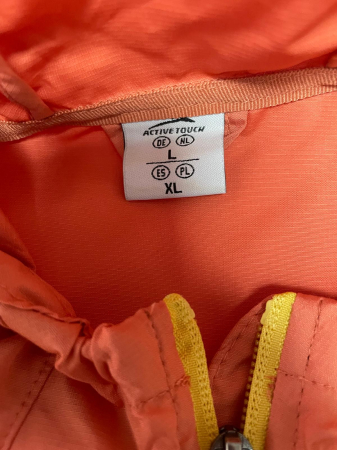 ACTIVE TOUCH
DE NL
L
ES PL
XL